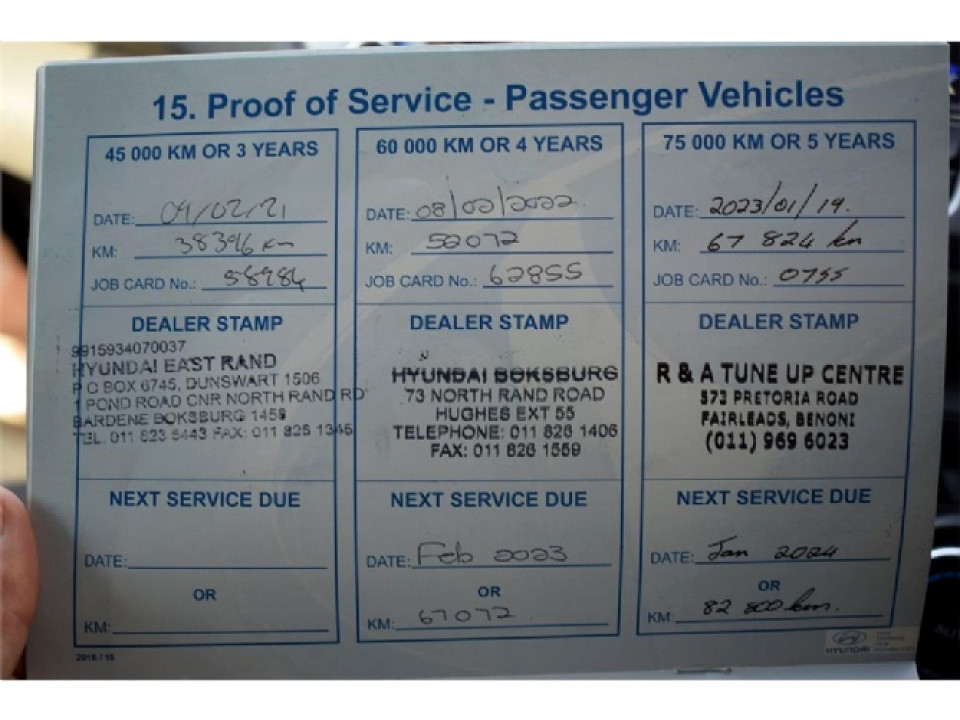 15. Proof of Service - Passenger Vehicles
45 000 KM OR 3 YEARS
DATE: 09/02/21
KM: 38396 km
JOB CARD No.: 58984
DEALER STAMP
9915934070037
HYUNDAI EAST RAND
P O BOX 6745, DUNSWART 1506
1 POND ROAD CNR NORTH RAND RD
BARDENE BOKSBURG 1459
TEL. 011 823 5443 FAX: 011 826 1345
NEXT SERVICE DUE
DATE:
OR
KM:
60 000 KM OR 4 YEARS
DATE: 08/02/2022
KM: 52072
JOB CARD No.: 62855
DEALER STAMP
HYUNDAI BOKSBURG
73 NORTH RAND ROAD
HUGHES EXT 55
TELEPHONE: 011 826 1406
FAX: 011 826 1559
NEXT SERVICE DUE
DATE: Feb 2023
OR
KM: 67072
75 000 KM OR 5 YEARS
DATE: 2023/01/19.
KM: 67 824 km
JOB CARD No.: 0755
DEALER STAMP
R & A TUNE UP CENTRE
573 PRETORIA ROAD
FAIRLEADS, BENONI
(011) 969 6023
NEXT SERVICE DUE
DATE: Jan 2024
OR
KM: 82 800 km.
2016 / 16
HYUNDAI